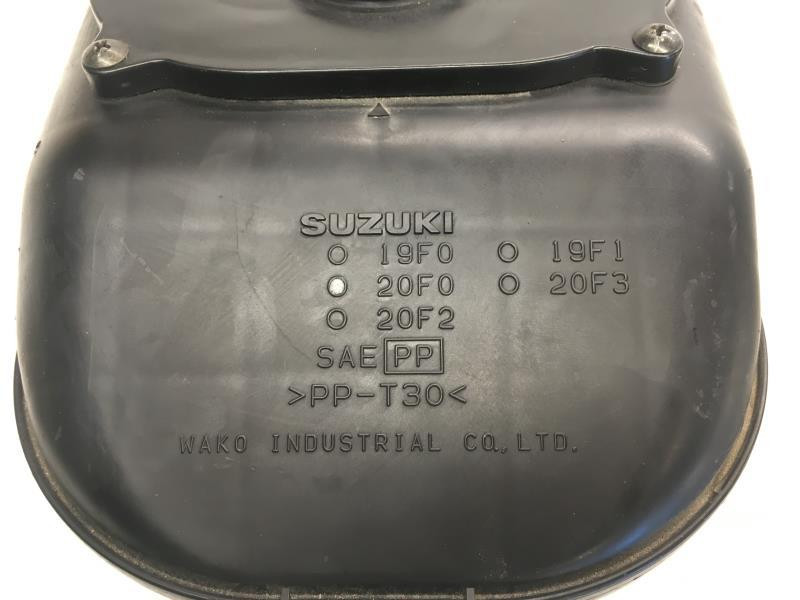 SUZUKI
19F0 19F1
20F0 20F3
20F2
SAE PP
>PP-T30<
WAKO INDUSTRIAL CO., LTD.